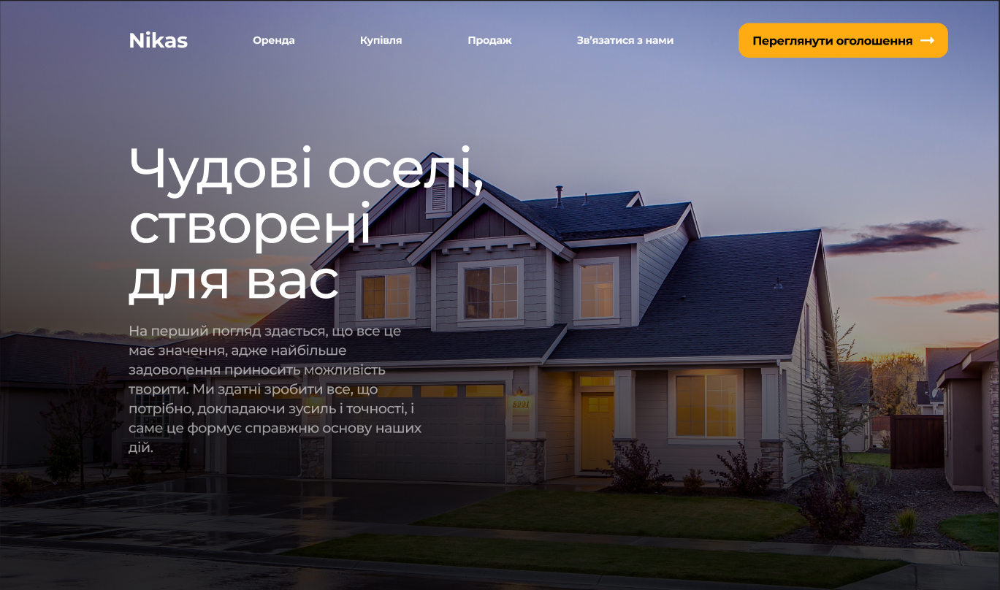 Nikas
Оренда
Купівля
Продаж
Зв’язатися з нами
Переглянути оголошення →
Чудові оселі,
створені
для вас
На перший погляд здається, що все це
має значення, адже найбільше
задоволення приносить можливість
творити. Ми здатні зробити все, що
потрібно, докладаючи зусиль і точності, і
саме це формує справжню основу наших
дій.
5991